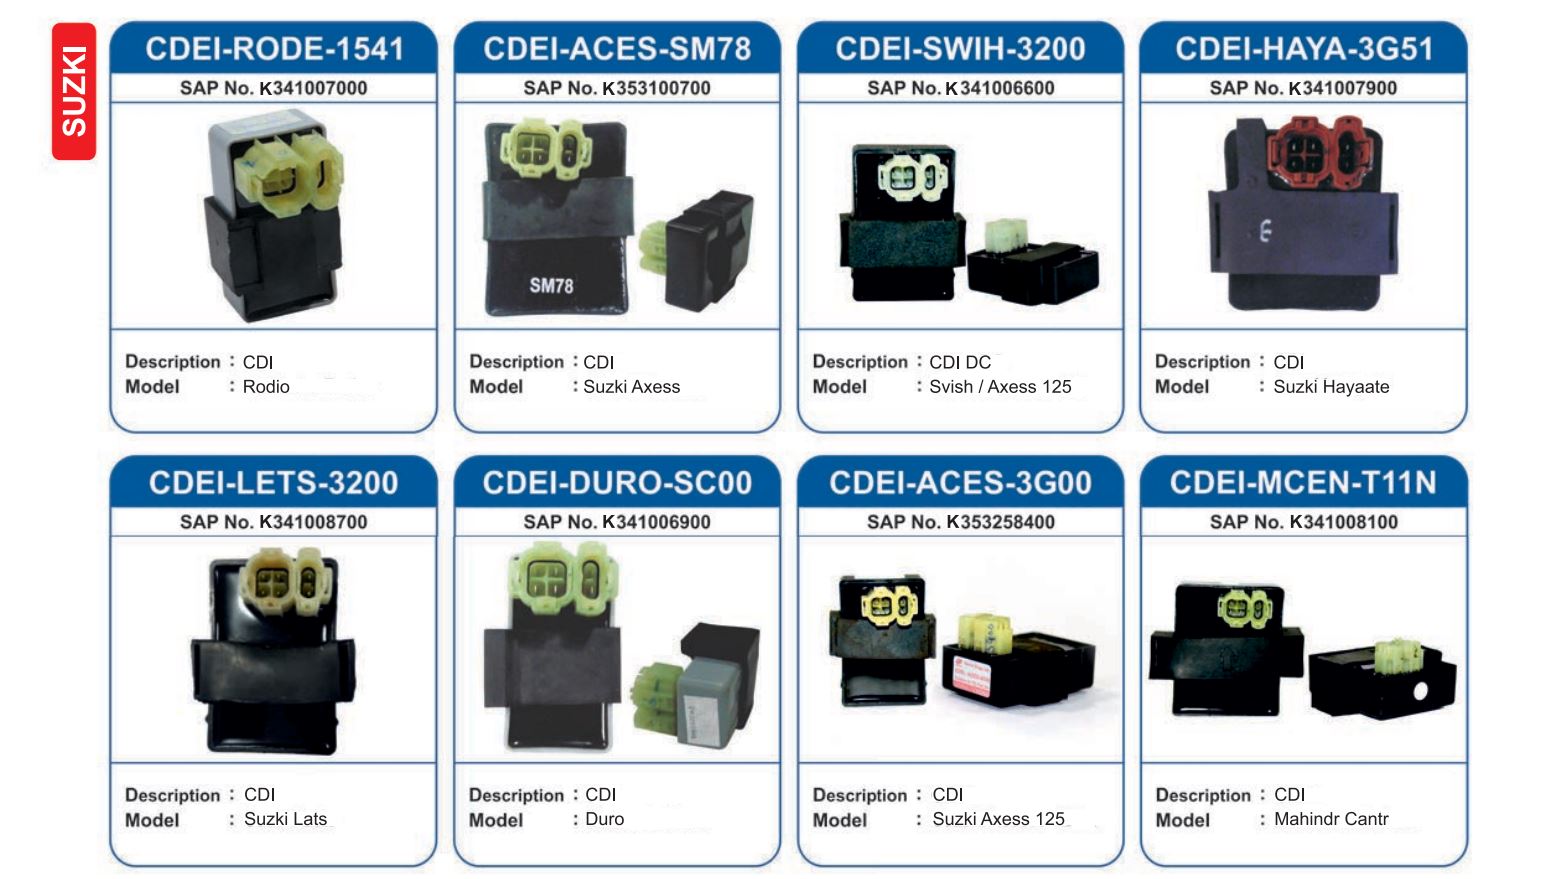 SUZKI
CDEI-RODE-1541
SAP No. K341007000
Description : CDI
Model : Rodio
CDEI-ACES-SM78
SAP No. K353100700
SM78
Description : CDI
Model : Suzki Axess
CDEI-SWIH-3200
SAP No. K341006600
Description : CDI DC
Model : Svish / Axess 125
CDEI-HAYA-3G51
SAP No. K341007900
Description : CDI
Model : Suzki Hayaate
CDEI-LETS-3200
SAP No. K341008700
Description : CDI
Model : Suzki Lats
CDEI-DURO-SC00
SAP No. K341006900
Description : CDI
Model : Duro
CDEI-ACES-3G00
SAP No. K353258400
Description : CDI
Model : Suzki Axess 125
CDEI-MCEN-T11N
SAP No. K341008100
Description : CDI
Model : Mahindr Cantr